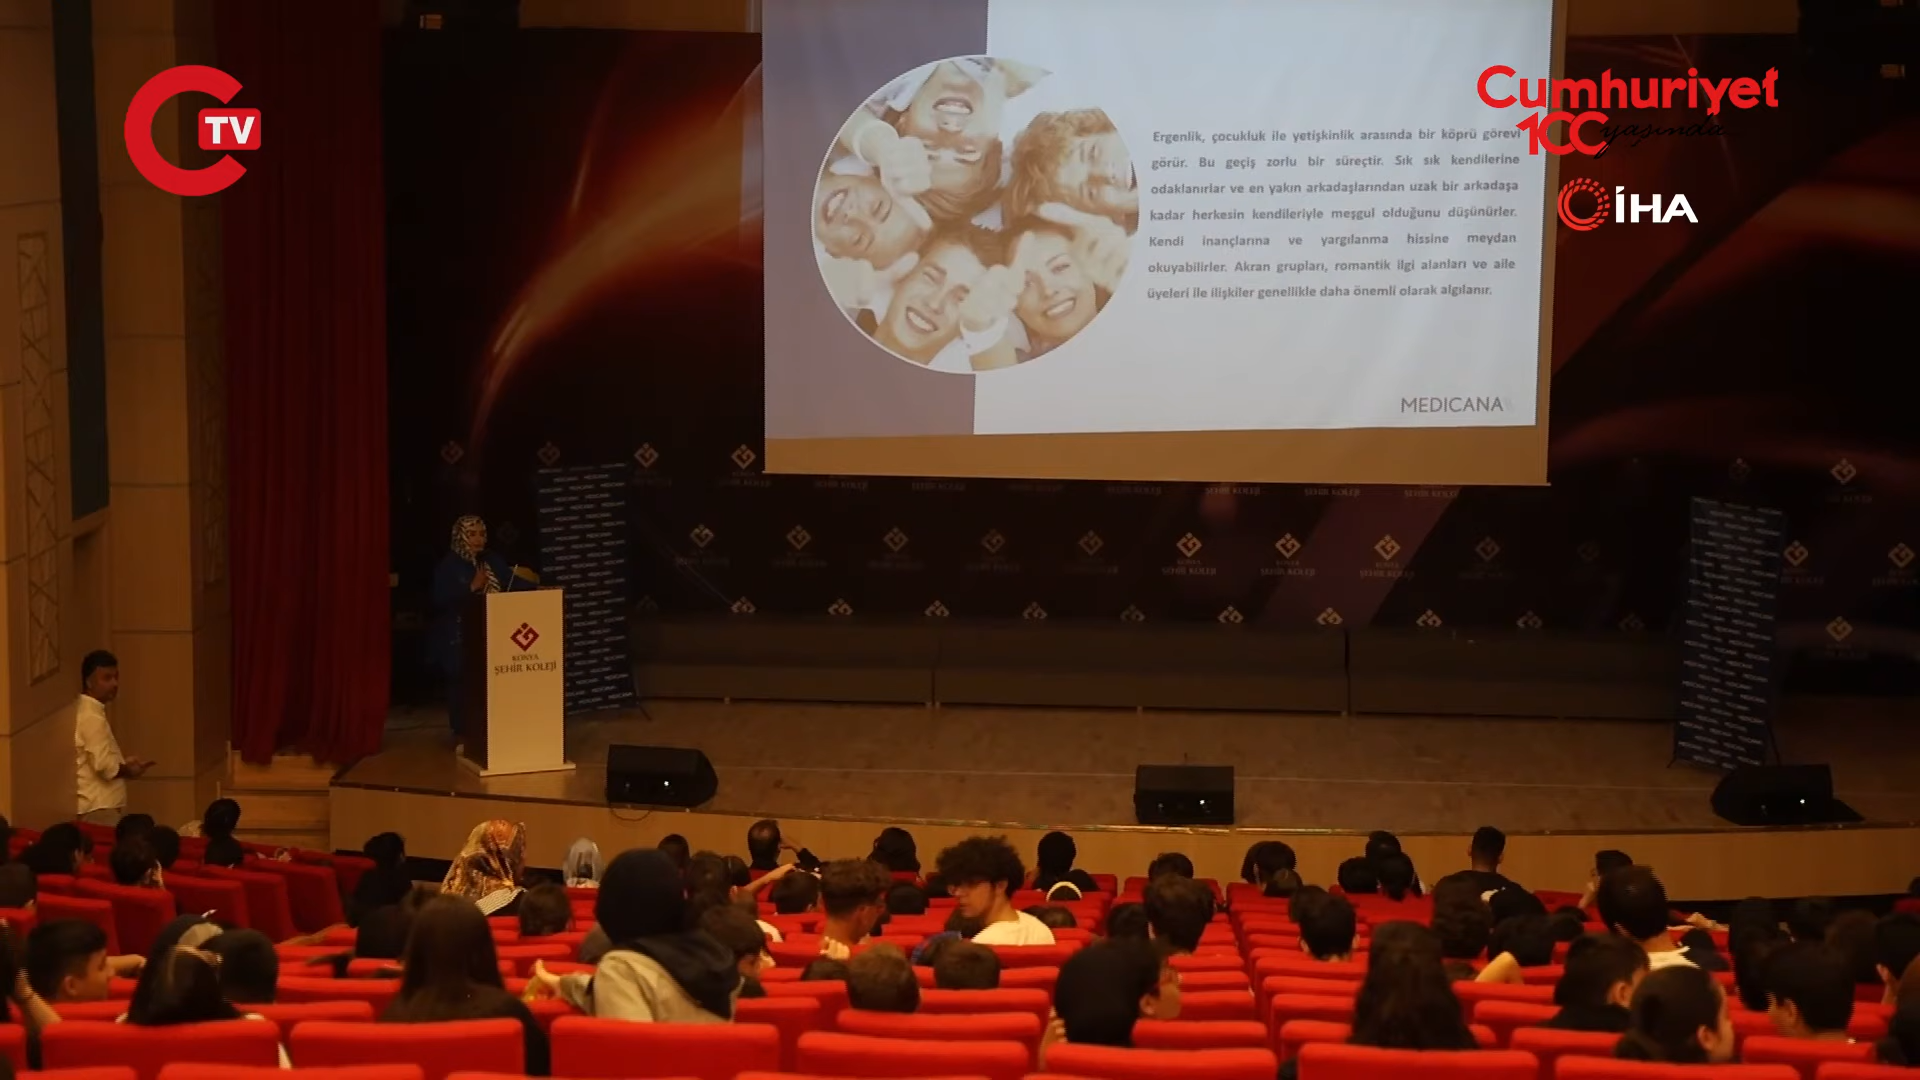 C TV
Cumhuriyet
100 yaşında
İHA
Ergenlik, çocukluk ile yetişkinlik arasında bir köprü görevi
görür. Bu geçiş zorlu bir süreçtir. Sık sık kendilerine
odaklanırlar ve en yakın arkadaşlarından uzak bir arkadaşa
kadar herkesin kendileriyle meşgul olduğunu düşünürler.
Kendi inançlarına ve yargılanma hissine meydan
okuyabilirler. Akran grupları, romantik ilgi alanları ve aile
üyeleri ile ilişkiler genellikle daha önemli olarak algılanır.
MEDICANA
KONYA
ŞEHİR KOLEJİ